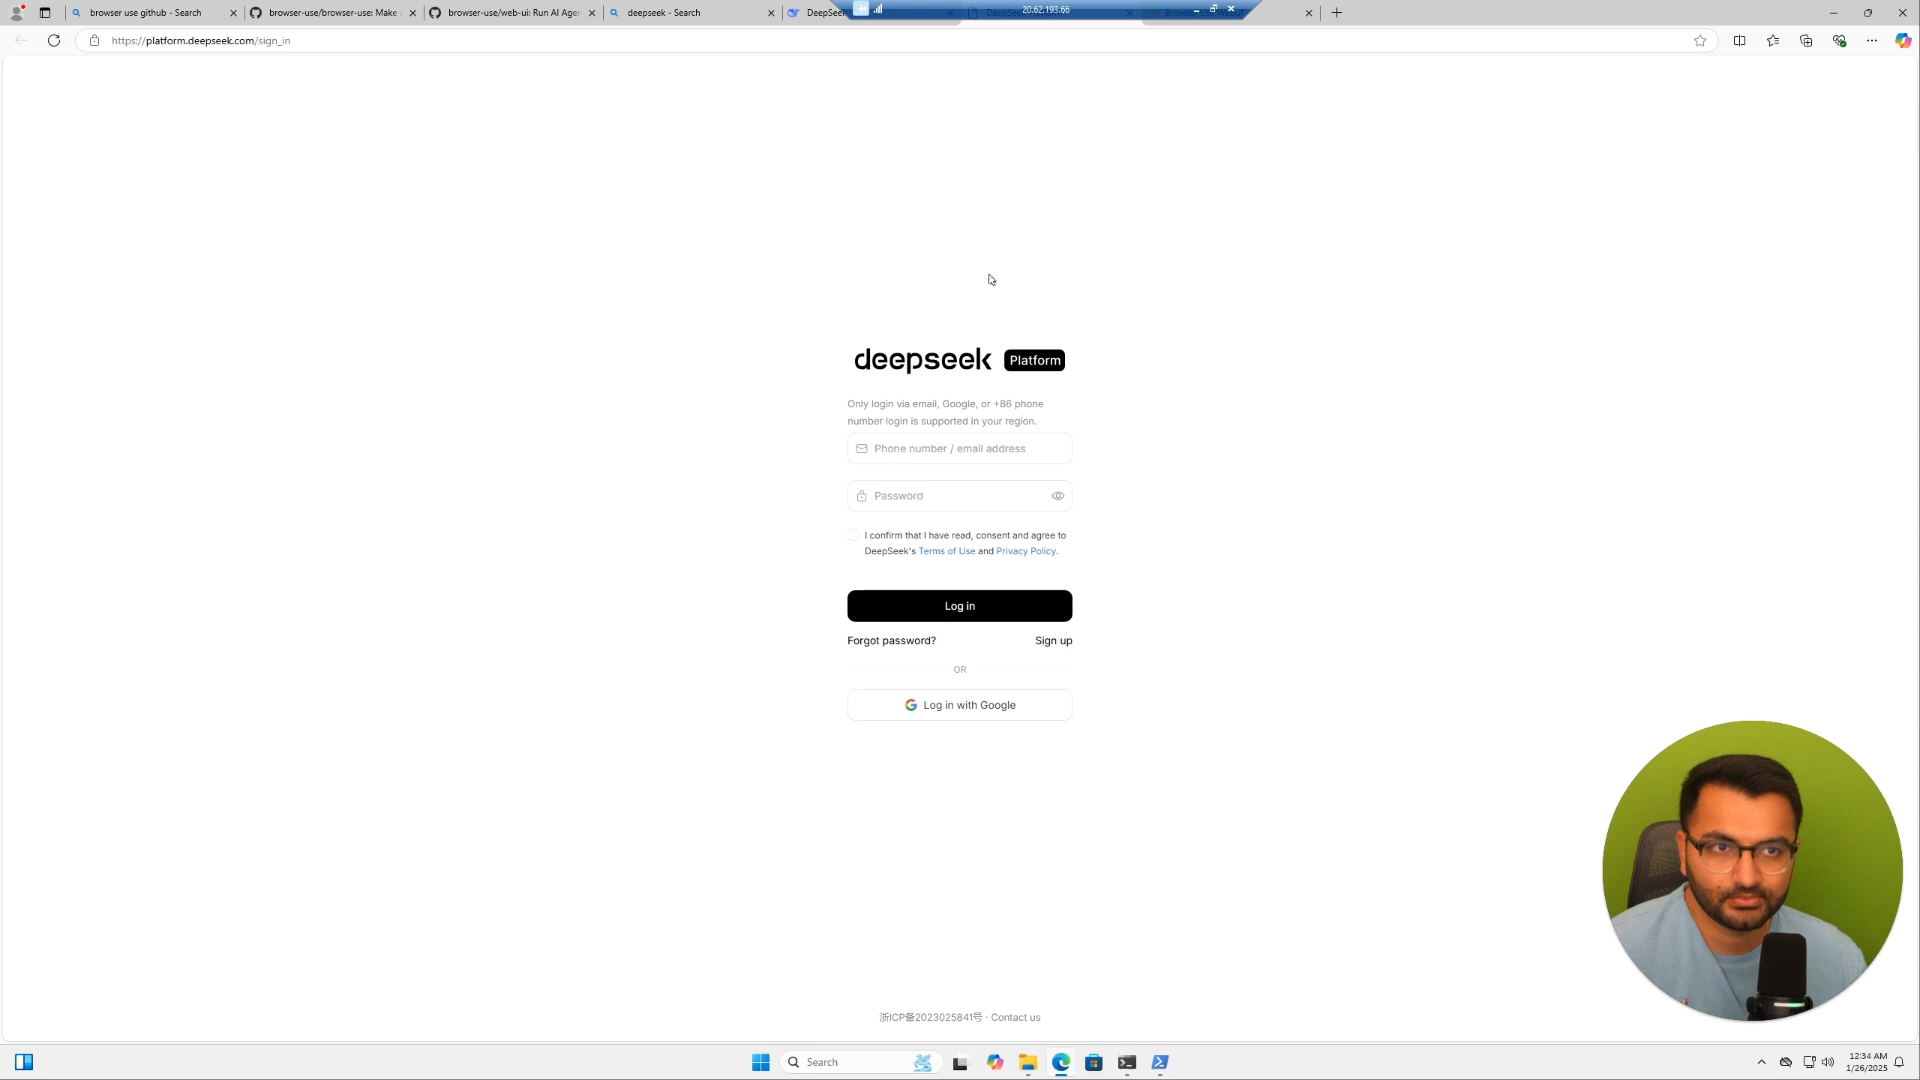 browser use github - Search
browser-use/browser-use: Make
browser-use/web-ui: Run AI Agen
deepseek - Search
DeepSeek
20.62.193.66
https://platform.deepseek.com/sign_in
deepseek Platform
Only login via email, Google, or +86 phone
number login is supported in your region.
Phone number / email address
Password
I confirm that I have read, consent and agree to
DeepSeek's Terms of Use and Privacy Policy.
Log in
Forgot password?
Sign up
OR
Log in with Google
浙ICP备2023025841号 · Contact us
Search
12:34 AM
1/26/2025